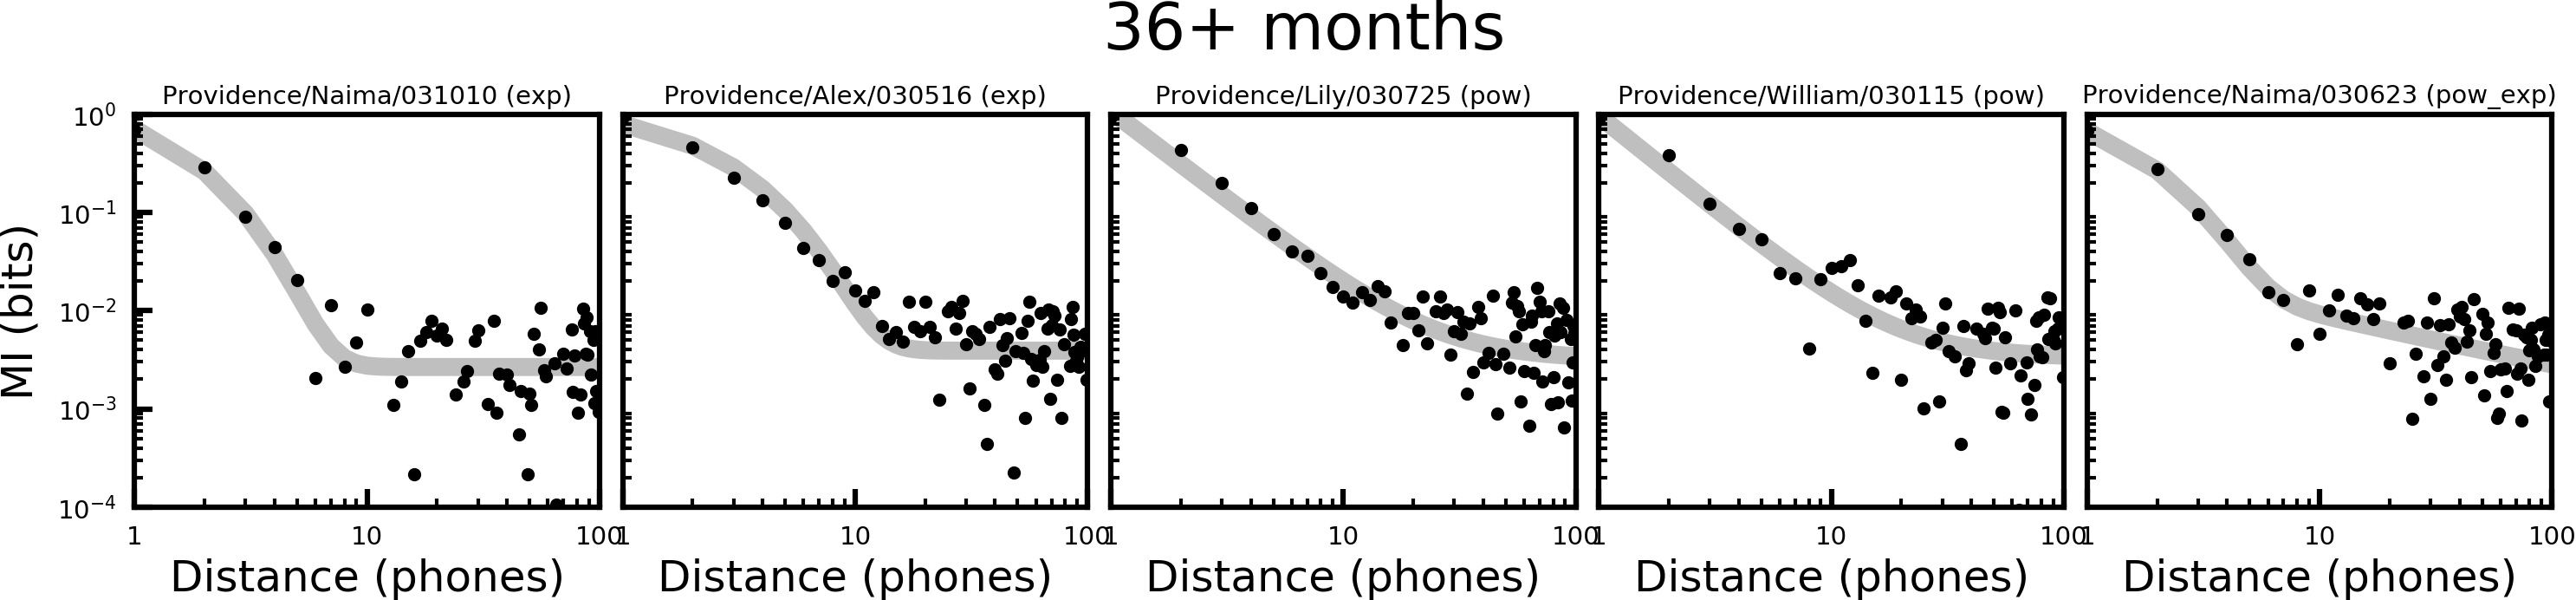 36+ months
Providence/Naima/031010 (exp)
Providence/Alex/030516 (exp)
Providence/Lily/030725 (pow)
Providence/William/030115 (pow)
Providence/Naima/030623 (pow_exp)
MI (bits)
10⁰
10⁻¹
10⁻²
10⁻³
10⁻⁴
1 10 100
1 10 100
1 10 100
1 10 100
1 10 100
Distance (phones)
Distance (phones)
Distance (phones)
Distance (phones)
Distance (phones)